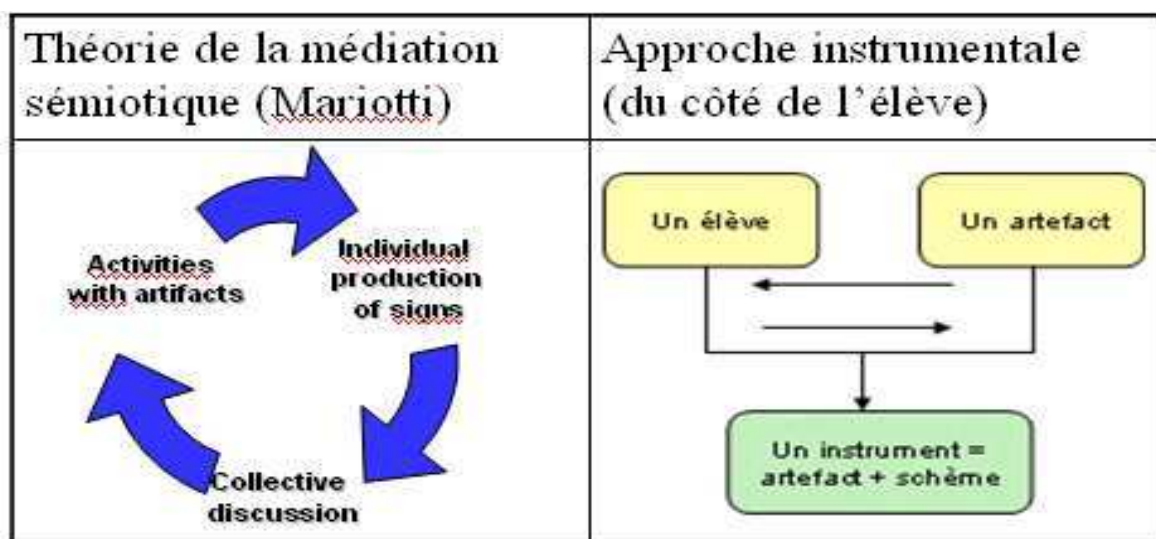 Théorie de la médiation
sémiotique (Mariotti)
Approche instrumentale
(du côté de l'élève)
Activities
with artifacts
Individual
production
of signs
Collective
discussion
Un élève
Un artefact
Un instrument =
artefact + schème